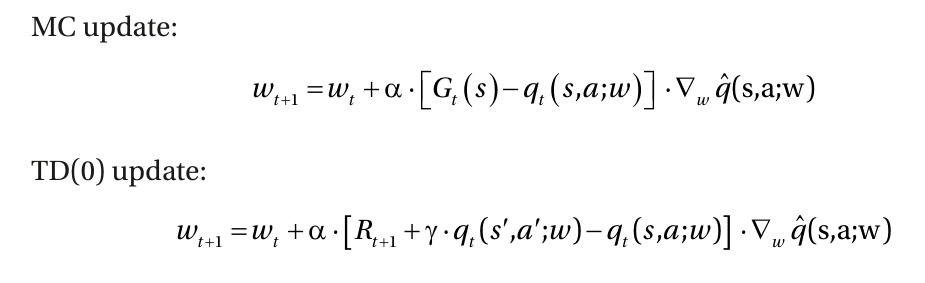 MC update:
w_{t+1} = w_t + α · [G_t(s) − q_t(s,a;w)] · ∇_w q̂(s,a;w)
TD(0) update:
w_{t+1} = w_t + α · [R_{t+1} + γ · q_t(s′,a′;w) − q_t(s,a;w)] · ∇_w q̂(s,a;w)